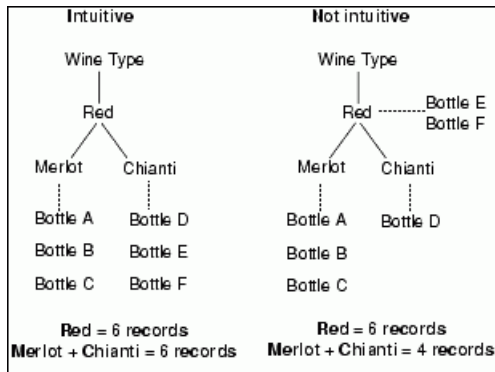 Intuitive
Wine Type
Red
Merlot
Chianti
Bottle A
Bottle D
Bottle B
Bottle E
Bottle C
Bottle F
Red = 6 records
Merlot + Chianti = 6 records
Not intuitive
Wine Type
Red
Bottle E
Bottle F
Merlot
Chianti
Bottle A
Bottle D
Bottle B
Bottle C
Red = 6 records
Merlot + Chianti = 4 records